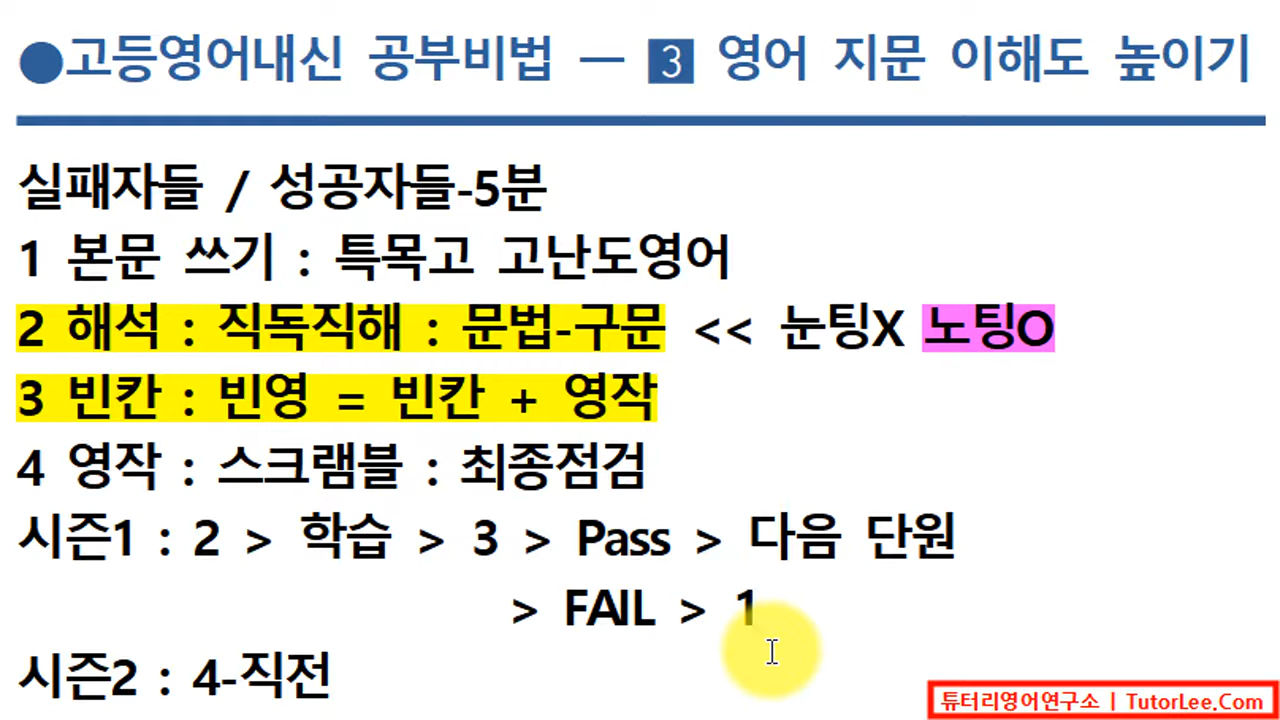 ●고등영어내신 공부비법 — 3 영어 지문 이해도 높이기
실패자들 / 성공자들-5분
1 본문 쓰기 : 특목고 고난도영어
2 해석 : 직독직해 : 문법-구문 << 눈팅X 노팅O
3 빈칸 : 빈영 = 빈칸 + 영작
4 영작 : 스크램블 : 최종점검
시즌1 : 2 > 학습 > 3 > Pass > 다음 단원
> FAIL > 1
시즌2 : 4-직전
튜터리영어연구소 | TutorLee.Com